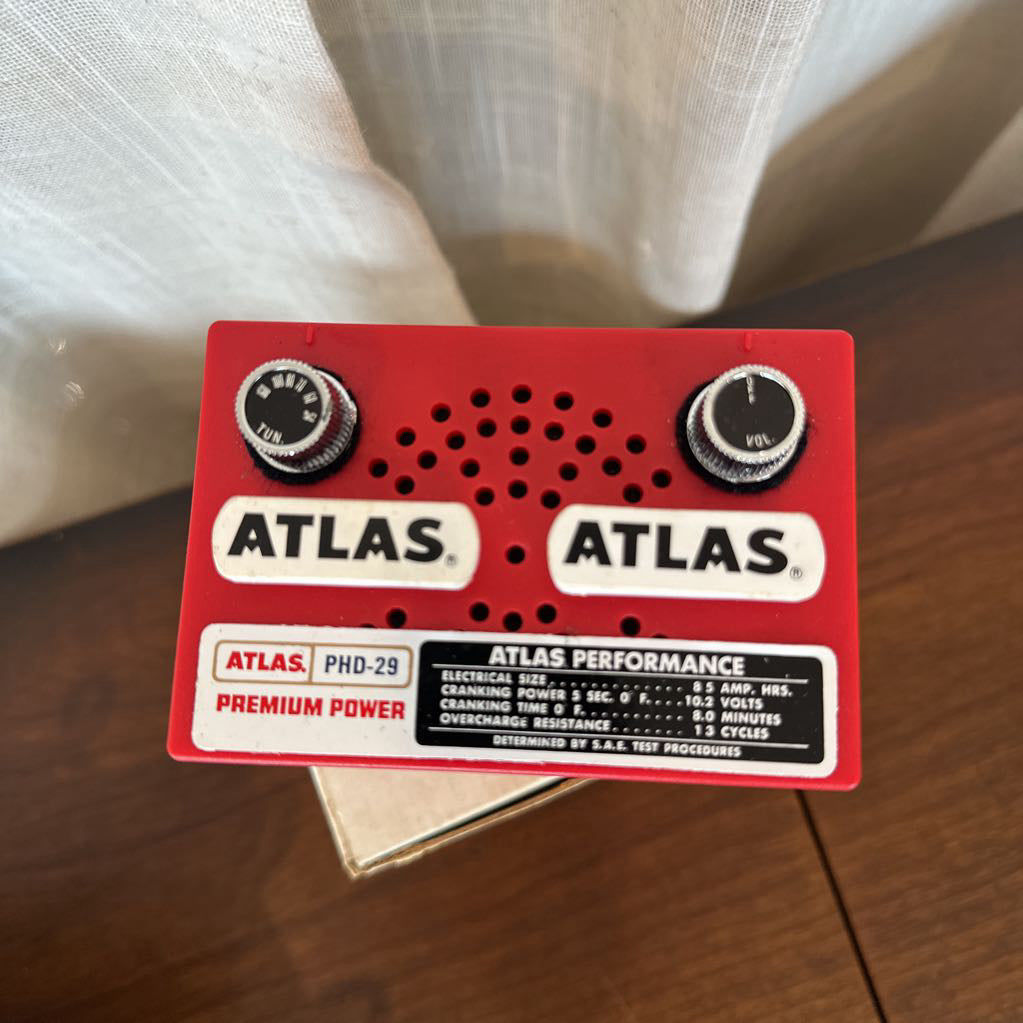 TUN.
VOL.
ATLAS®
ATLAS®
ATLAS. PHD-29
PREMIUM POWER
ATLAS PERFORMANCE
ELECTRICAL SIZE. . . . . . . . . . . . . . . 85 AMP. HRS.
CRANKING POWER 5 SEC. 0° F. . . . . 10.2 VOLTS
CRANKING TIME 0° F. . . . . . . . . . . . 8.0 MINUTES
OVERCHARGE RESISTANCE. . . . . . . . 13 CYCLES
DETERMINED BY S.A.E. TEST PROCEDURES